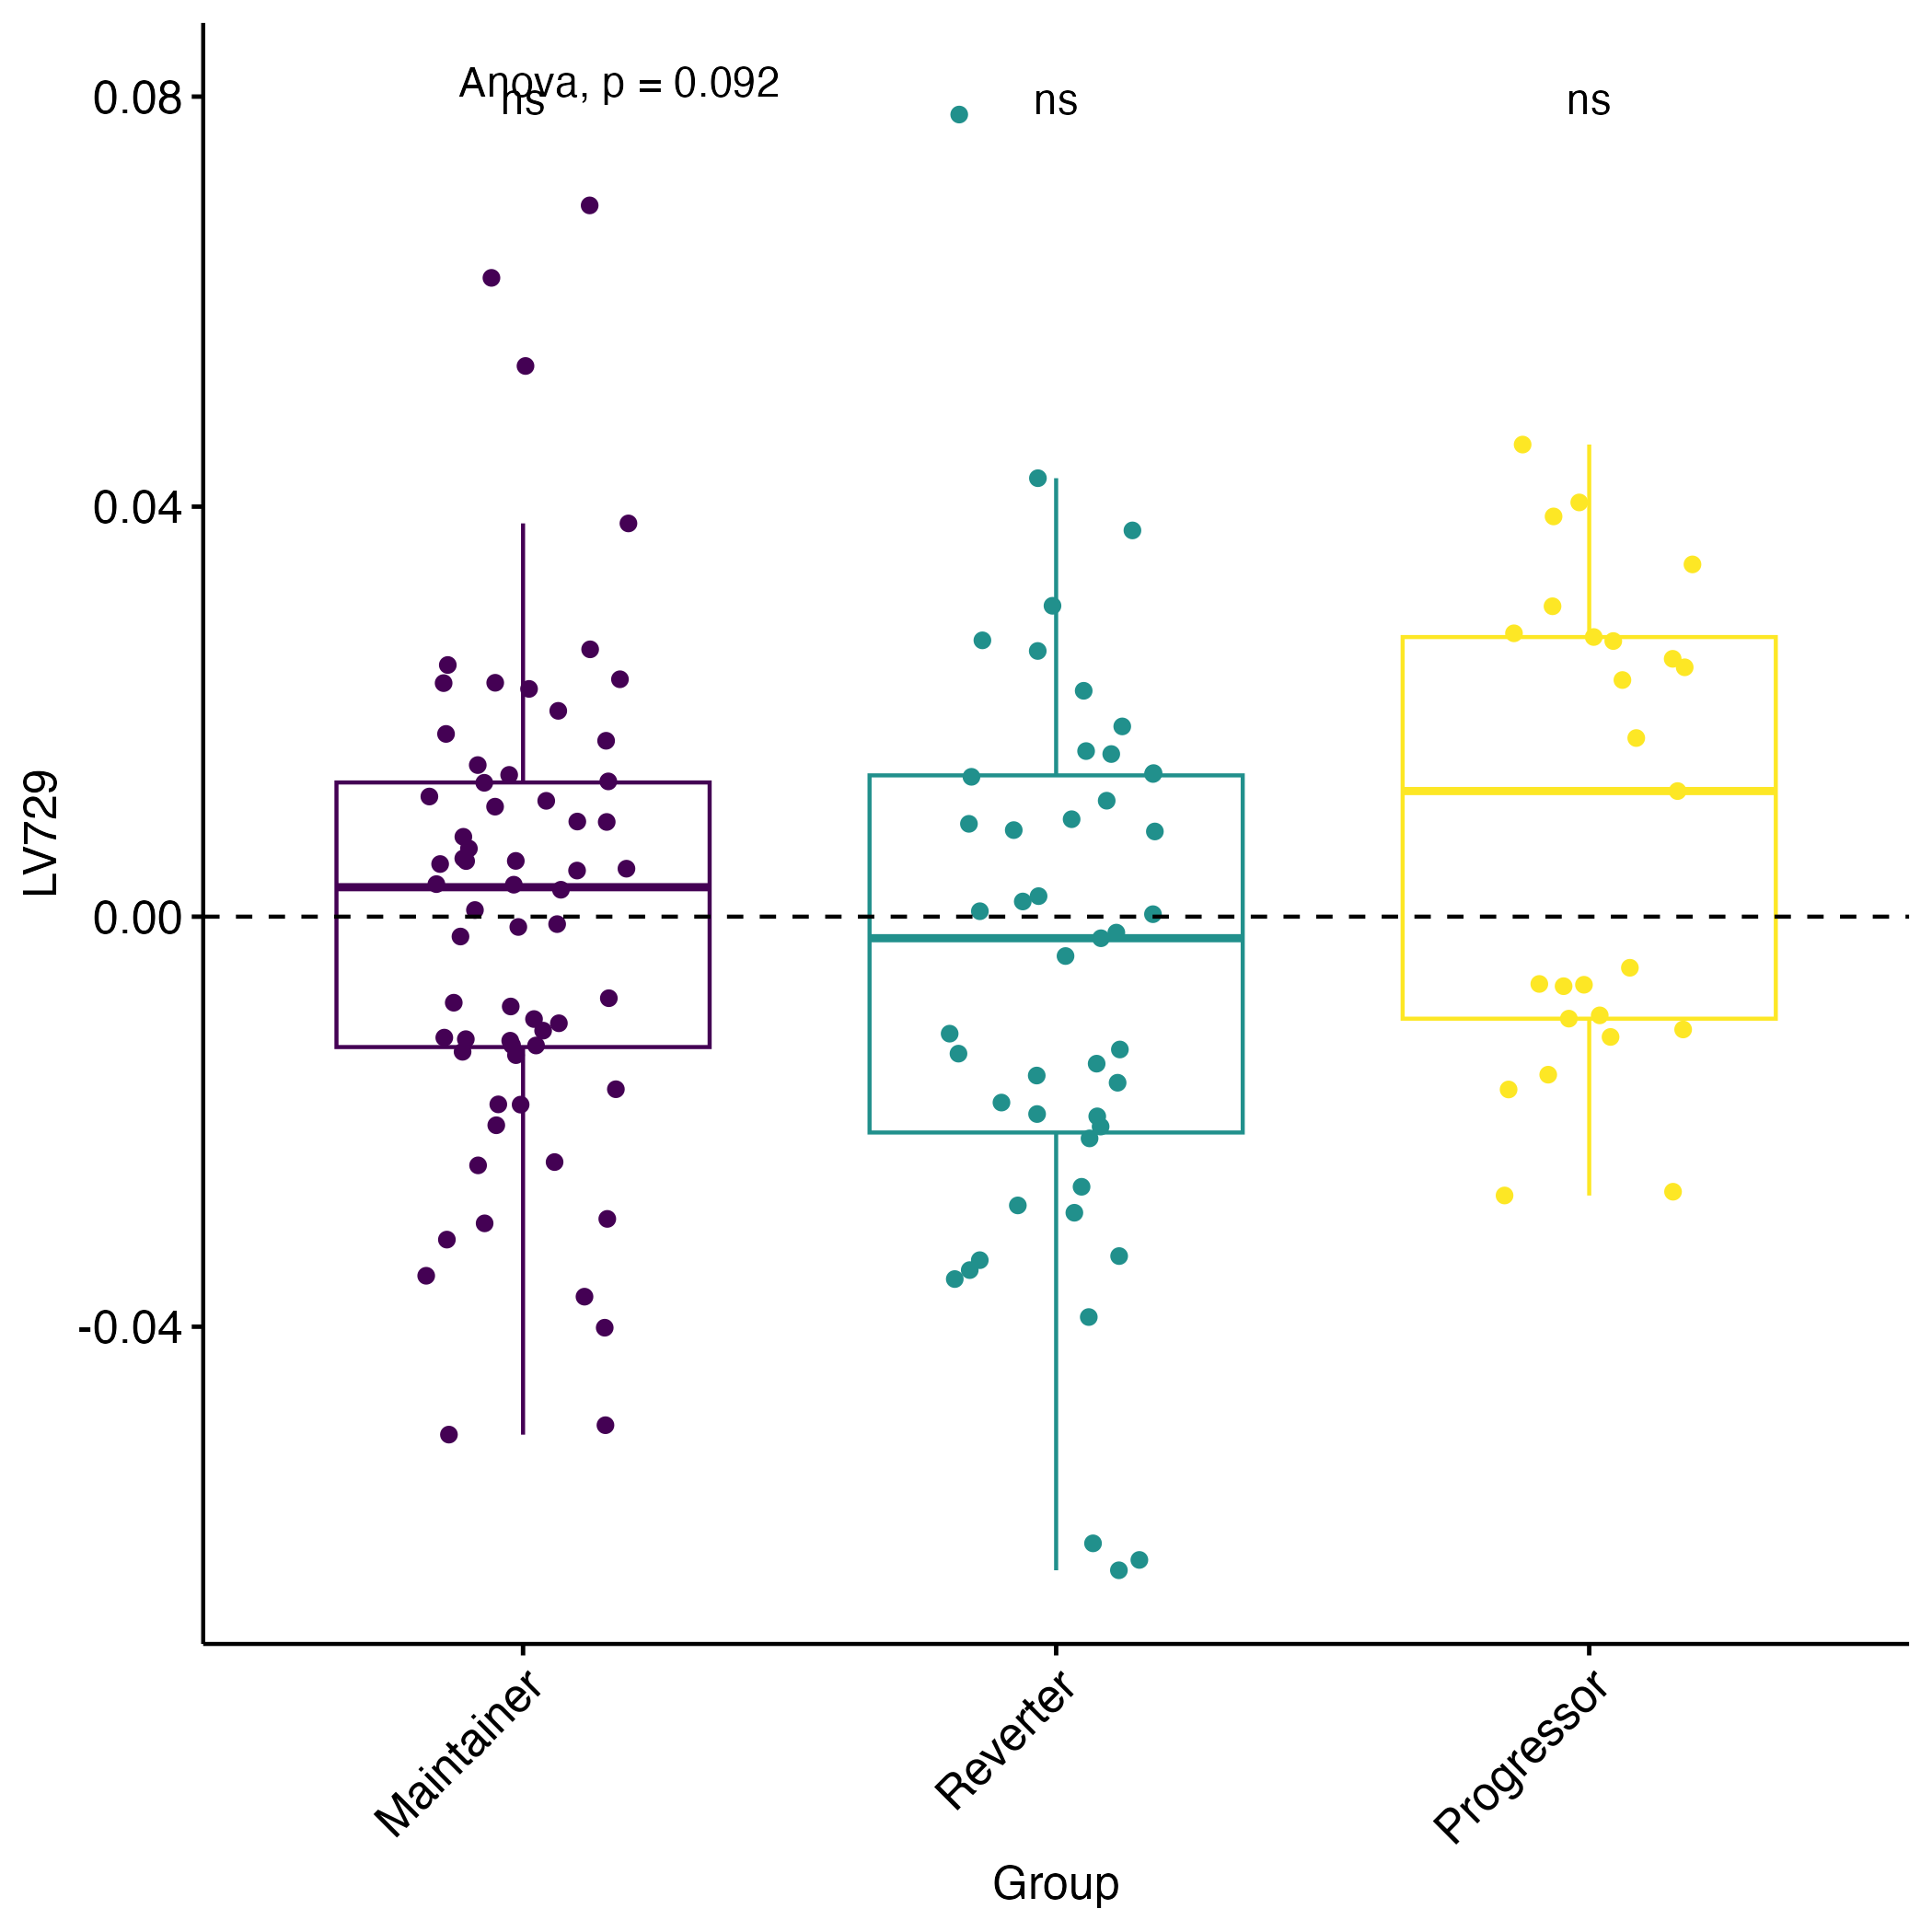 Anova, p = 0.092
ns
ns
ns
0.08
0.04
0.00
-0.04
LV729
Maintainer
Reverter
Progressor
Group